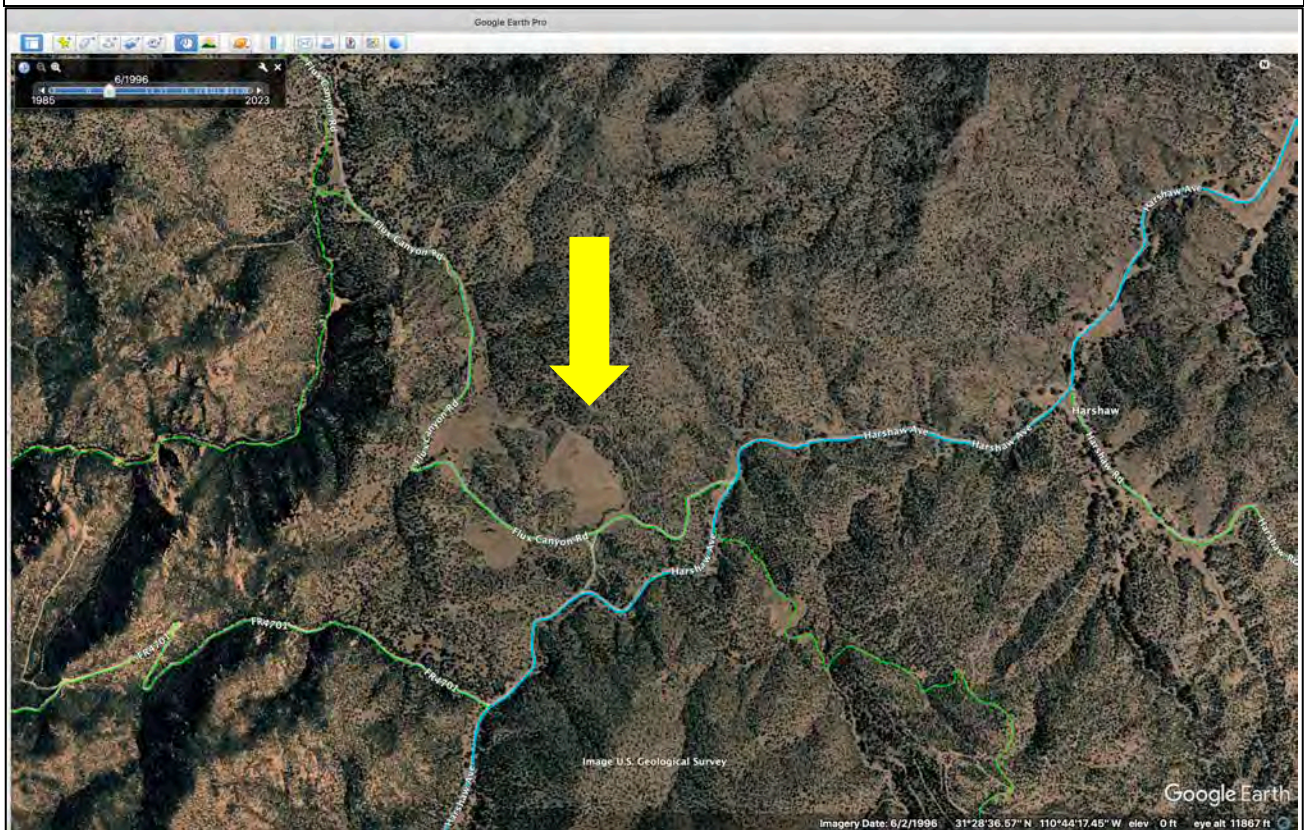 Google Earth Pro
6/1996
1985
2023
N
Flux Canyon Rd
Harshaw Ave
Flux Canyon Rd
Flux Canyon Rd
Harshaw
Harshaw Ave
Harshaw Ave
Harshaw Rd
Flux Canyon Rd
Harshaw Rd
Harshaw Ave
FR4701
FR4701
FR4701
Harshaw Ave
Image U.S. Geological Survey
Google Earth
Imagery Date: 6/2/1996 31°28'36.57" N 110°44'17.45" W elev 0 ft eye alt 11867 ft